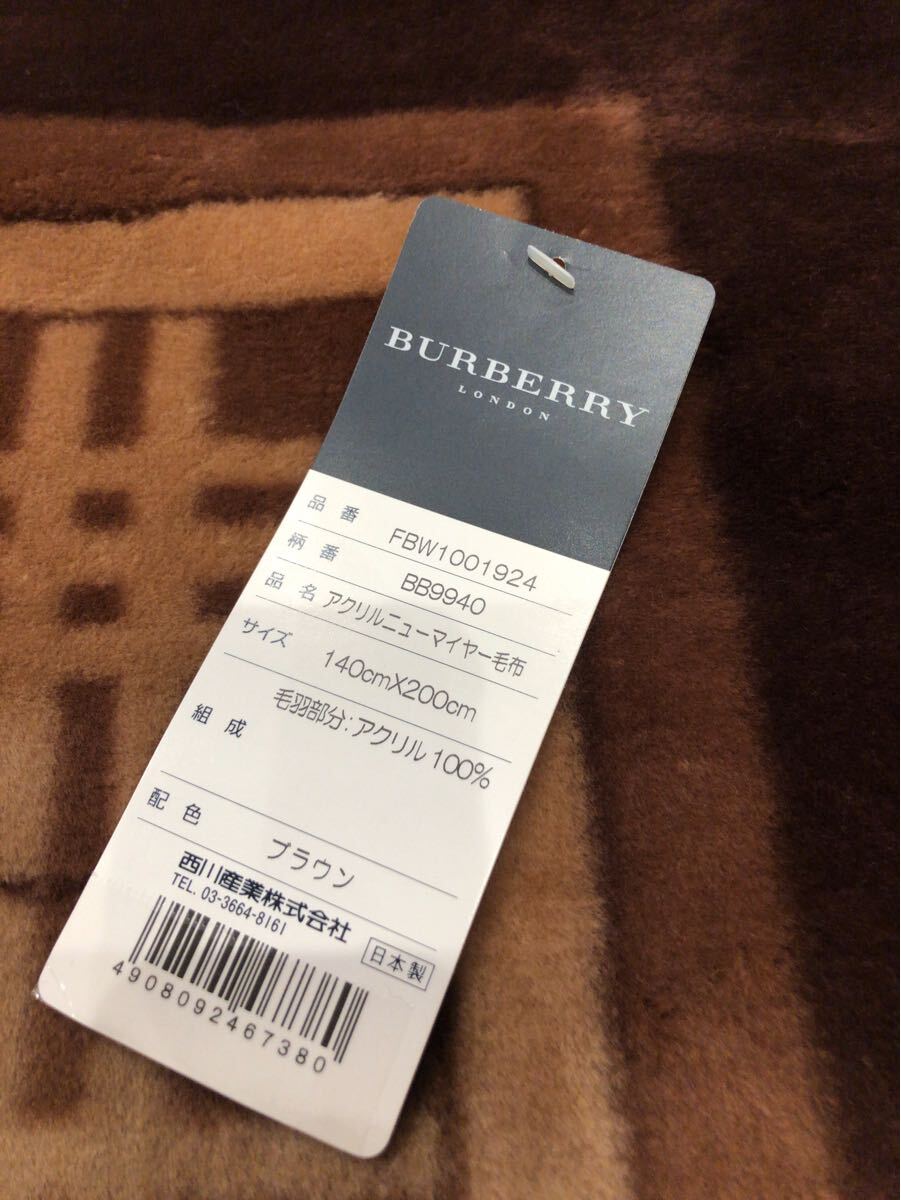 BURBERRY
LONDON
品番 FBW1001924
柄番 BB9940
品名 アクリルニューマイヤー毛布
サイズ 140cmX200cm
組成 毛羽部分:アクリル100%
配色 ブラウン
西川産業株式会社
TEL. 03-3664-8161
日本製
4908092467380